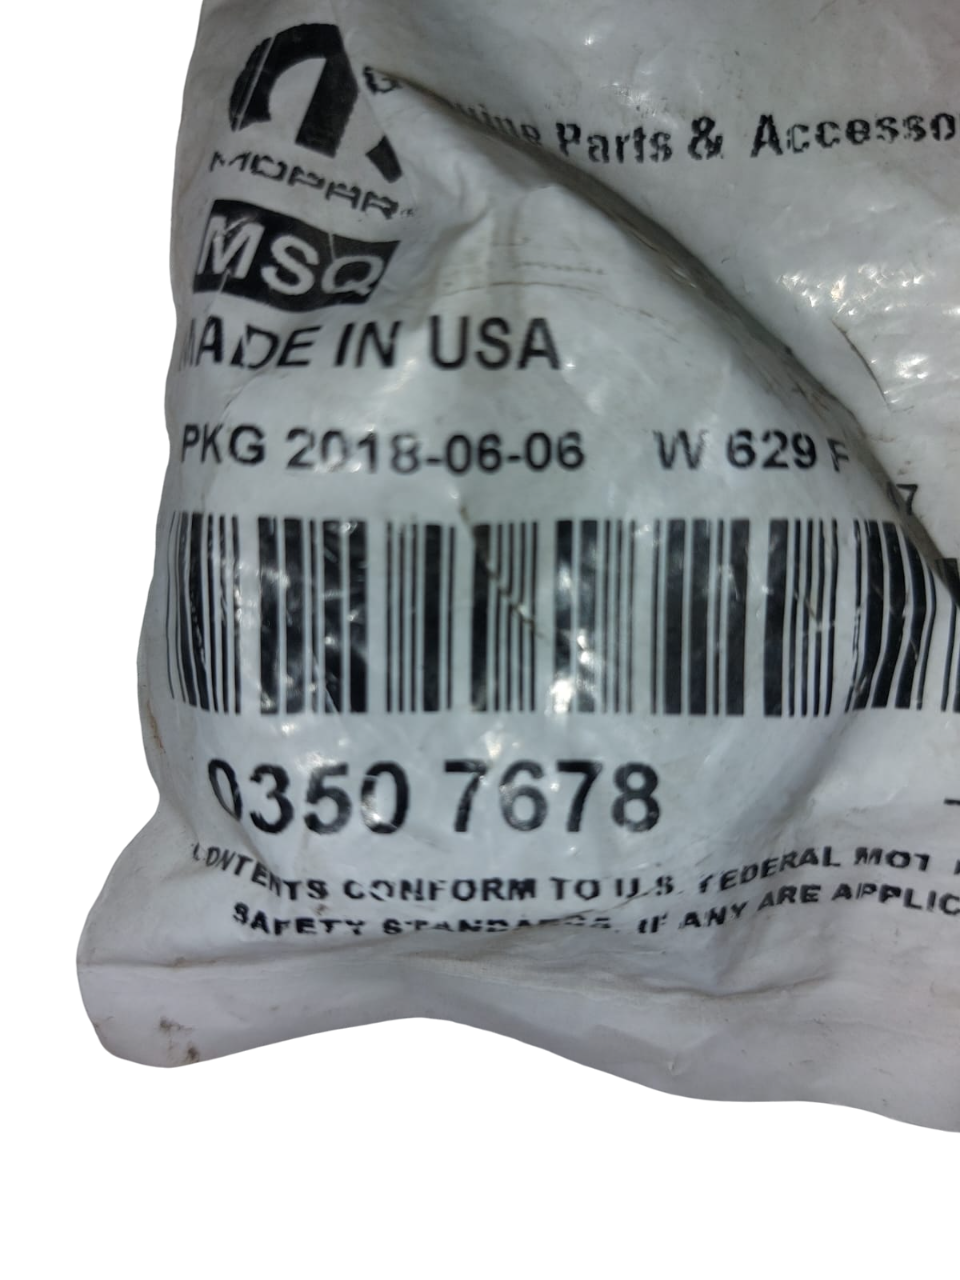 Genuine Parts & Accesso
MOPAR
MSQ
MADE IN USA
PKG 2018-06-06 W 629 F
0350 7678
CONTENTS CONFORM TO U.S. FEDERAL MOT
SAFETY STANDARDS, IF ANY ARE APPLIC